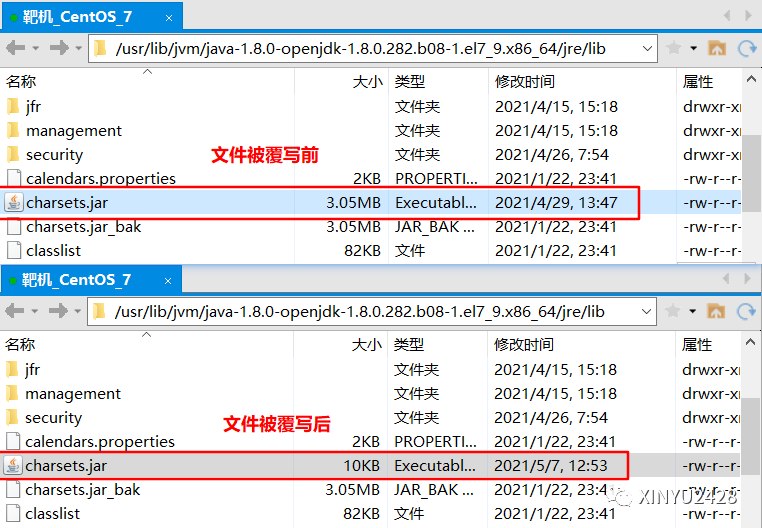 靶机_CentOS_7 ×
/usr/lib/jvm/java-1.8.0-openjdk-1.8.0.282.b08-1.el7_9.x86_64/jre/lib
名称 大小 类型 修改时间 属性
jfr 文件夹 2021/4/15, 15:18 drwxr-x
management 文件夹 2021/4/15, 15:18 drwxr-x
security 文件夹 2021/4/26, 7:54 drwxr-x
文件被覆写前
calendars.properties 2KB PROPERTI... 2021/1/22, 23:41 -rw-r--r-
charsets.jar 3.05MB Executabl... 2021/4/29, 13:47 -rw-r--r-
charsets.jar_bak 3.05MB JAR_BAK ... 2021/1/22, 23:41 -rw-r--r-
classlist 82KB 文件 2021/1/22, 23:41 -rw-r--r-
靶机_CentOS_7 ×
/usr/lib/jvm/java-1.8.0-openjdk-1.8.0.282.b08-1.el7_9.x86_64/jre/lib
名称 大小 类型 修改时间 属性
jfr 文件夹 2021/4/15, 15:18 drwxr-x
management 文件夹 2021/4/15, 15:18 drwxr-x
security 文件夹 2021/4/26, 7:54 drwxr-x
文件被覆写后
calendars.properties 2KB PROPERTI... 2021/1/22, 23:41 -rw-r--r-
charsets.jar 10KB Executabl... 2021/5/7, 12:53 -rw-r--r-
charsets.jar_bak 3.05MB JAR_BAK ... 2021/1/22, 23:4
XINYU2428
classlist 82KB 文件 2021/1/22, 23:41 -rw-r--r-